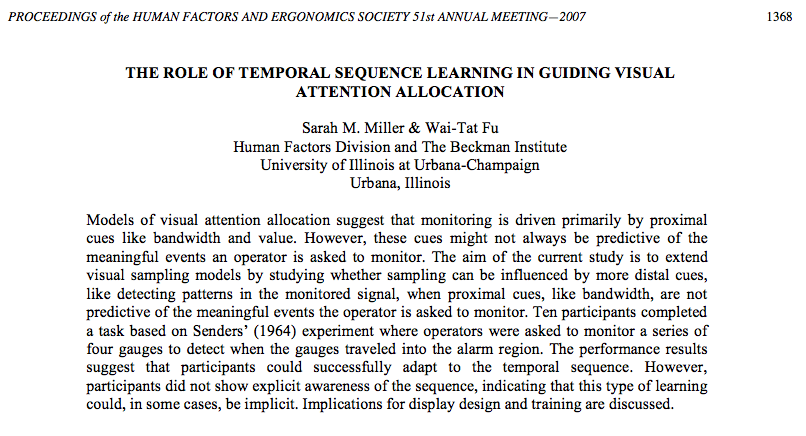 PROCEEDINGS of the HUMAN FACTORS AND ERGONOMICS SOCIETY 51st ANNUAL MEETING—2007 1368
THE ROLE OF TEMPORAL SEQUENCE LEARNING IN GUIDING VISUAL
ATTENTION ALLOCATION
Sarah M. Miller & Wai-Tat Fu
Human Factors Division and The Beckman Institute
University of Illinois at Urbana-Champaign
Urbana, Illinois
Models of visual attention allocation suggest that monitoring is driven primarily by proximal
cues like bandwidth and value. However, these cues might not always be predictive of the
meaningful events an operator is asked to monitor. The aim of the current study is to extend
visual sampling models by studying whether sampling can be influenced by more distal cues,
like detecting patterns in the monitored signal, when proximal cues, like bandwidth, are not
predictive of the meaningful events the operator is asked to monitor. Ten participants completed
a task based on Senders’ (1964) experiment where operators were asked to monitor a series of
four gauges to detect when the gauges traveled into the alarm region. The performance results
suggest that participants could successfully adapt to the temporal sequence. However,
participants did not show explicit awareness of the sequence, indicating that this type of learning
could, in some cases, be implicit. Implications for display design and training are discussed.